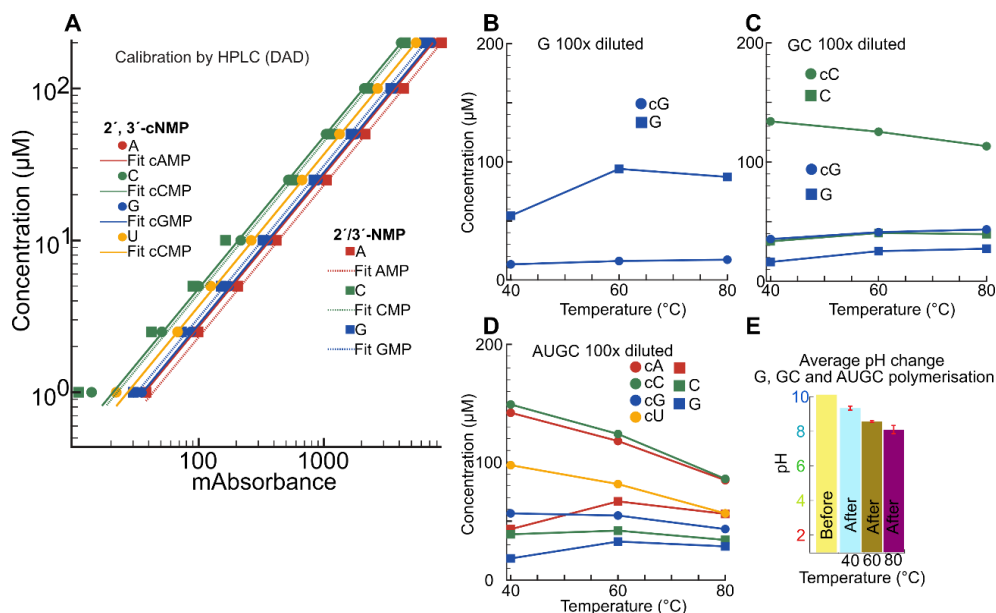 A
Calibration by HPLC (DAD)
Concentration (µM)
10²
10¹
10⁰
100
1000
mAbsorbance
2´, 3´-cNMP
A
Fit cAMP
C
Fit cCMP
G
Fit cGMP
U
Fit cCMP
2´/3´-NMP
A
Fit AMP
C
Fit CMP
G
Fit GMP
B
G 100x diluted
cG
G
Concentration (µM)
200
100
0
40
60
80
Temperature (°C)
C
GC 100x diluted
cC
C
cG
G
Concentration (µM)
200
100
0
40
60
80
Temperature (°C)
D
AUGC 100x diluted
cA
cC
cG
cU
C
G
Concentration (µM)
200
100
0
40
60
80
Temperature (°C)
E
Average pH change
G, GC and AUGC polymerisation
pH
10
8
6
4
2
Before
After
After
After
40 60 80
Temperature (°C)